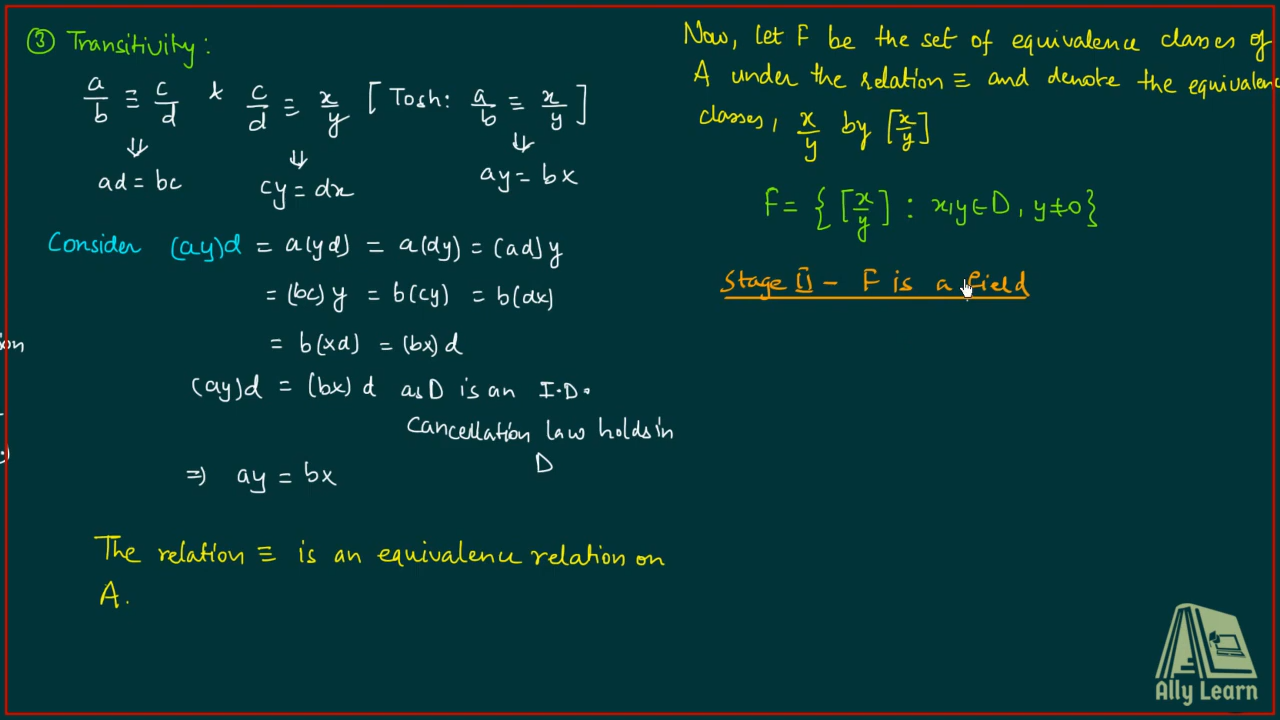 ③ Transitivity:
a/b ≡ c/d & c/d ≡ x/y [Tosh: a/b ≡ x/y]
⇓ ⇓ ⇓
ad = bc cy = dx ay = bx
Consider (ay)d = a(yd) = a(dy) = (ad)y
= (bc)y = b(cy) = b(dx)
= b(xd) = (bx)d
(ay)d = (bx)d as D is an I.D.
Cancellation law holds in
D
⇒ ay = bx
The relation ≡ is an equivalence relation on
A.
Now, let F be the set of equivalence classes of
A under the relation ≡ and denote the equivalen
classes, x/y by [x/y]
F = { [x/y] : x,y ∈ D, y ≠ 0 }
Stage II - F is a field
Ally Learn